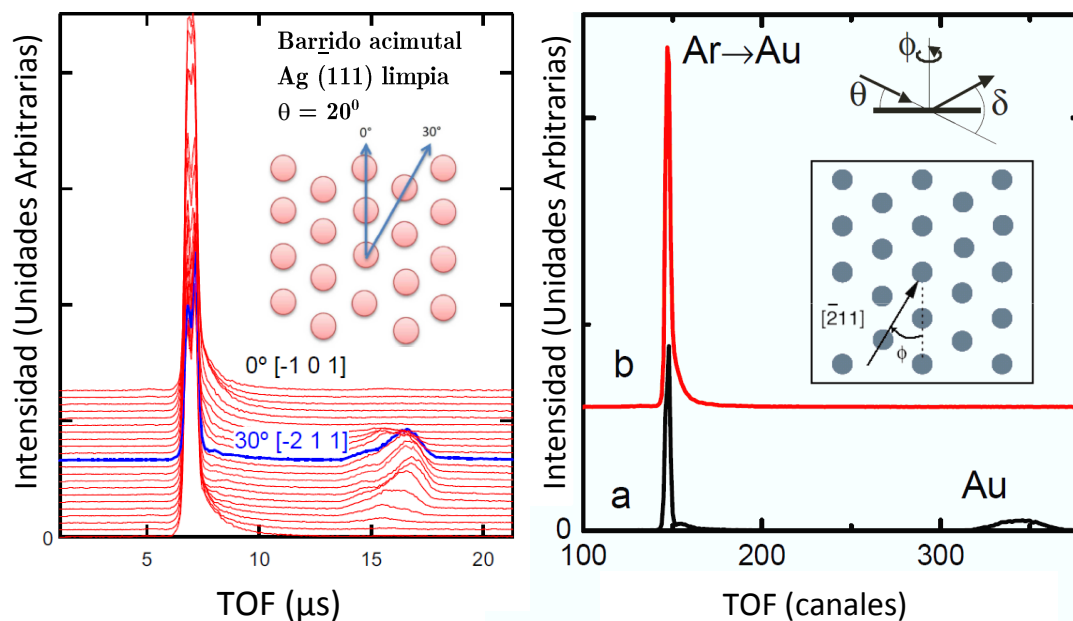 Intensidad (Unidades Arbitrarias)
Barrido acimutal
Ag (111) limpia
θ = 20⁰
0°
30°
0º [-1 0 1]
30º [-2 1 1]
0
5
10
15
20
TOF (µs)
Intensidad (Unidades Arbitrarias)
Ar→Au
ϕ
θ
δ
[2̄11]
ϕ
b
a
Au
0
100
200
300
TOF (canales)